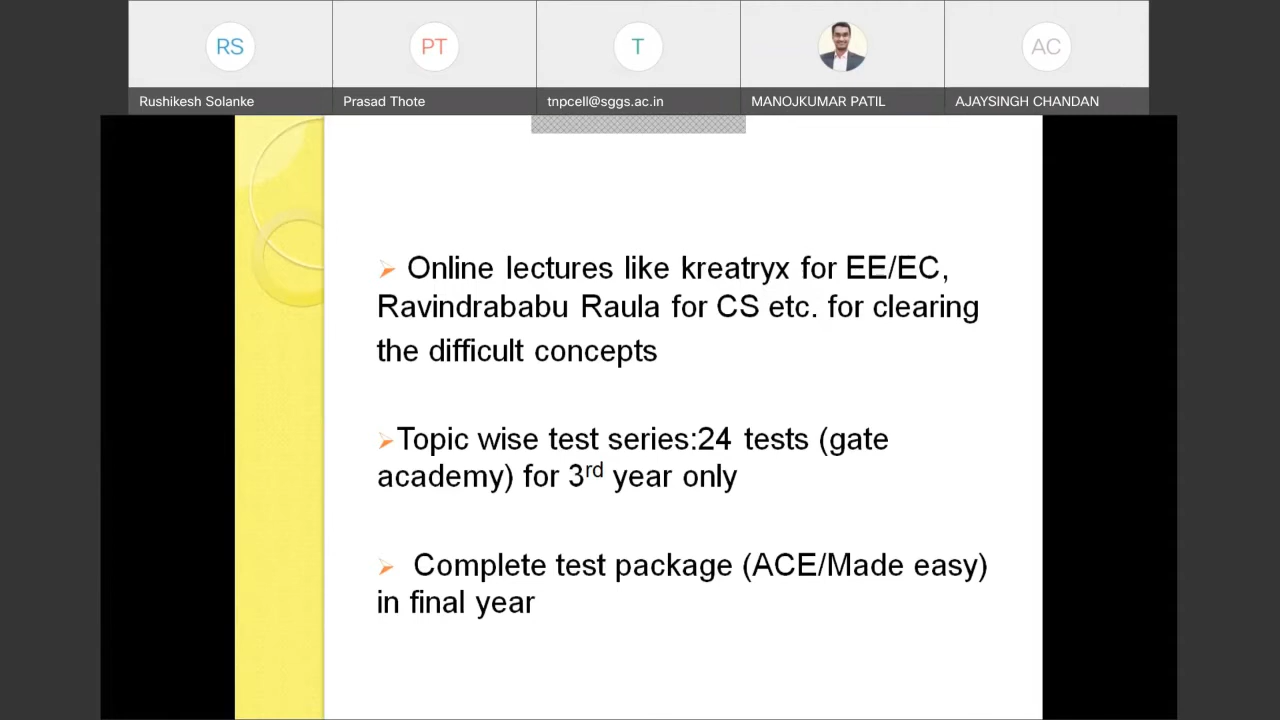 RS
PT
T
AC
Rushikesh Solanke
Prasad Thote
tnpcell@sggs.ac.in
MANOJKUMAR PATIL
AJAYSINGH CHANDAN
➢ Online lectures like kreatryx for EE/EC,
Ravindrababu Raula for CS etc. for clearing
the difficult concepts
➢Topic wise test series:24 tests (gate
academy) for 3rd year only
➢ Complete test package (ACE/Made easy)
in final year